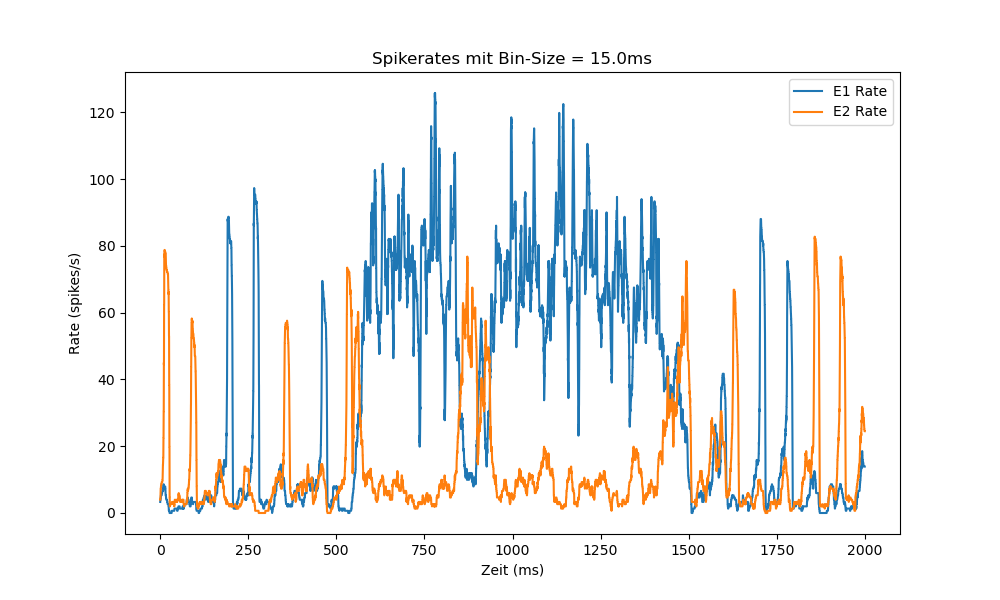 Spikerates mit Bin-Size = 15.0ms
E1 Rate
E2 Rate
Rate (spikes/s)
120
100
80
60
40
20
0
0 250 500 750 1000 1250 1500 1750 2000
Zeit (ms)